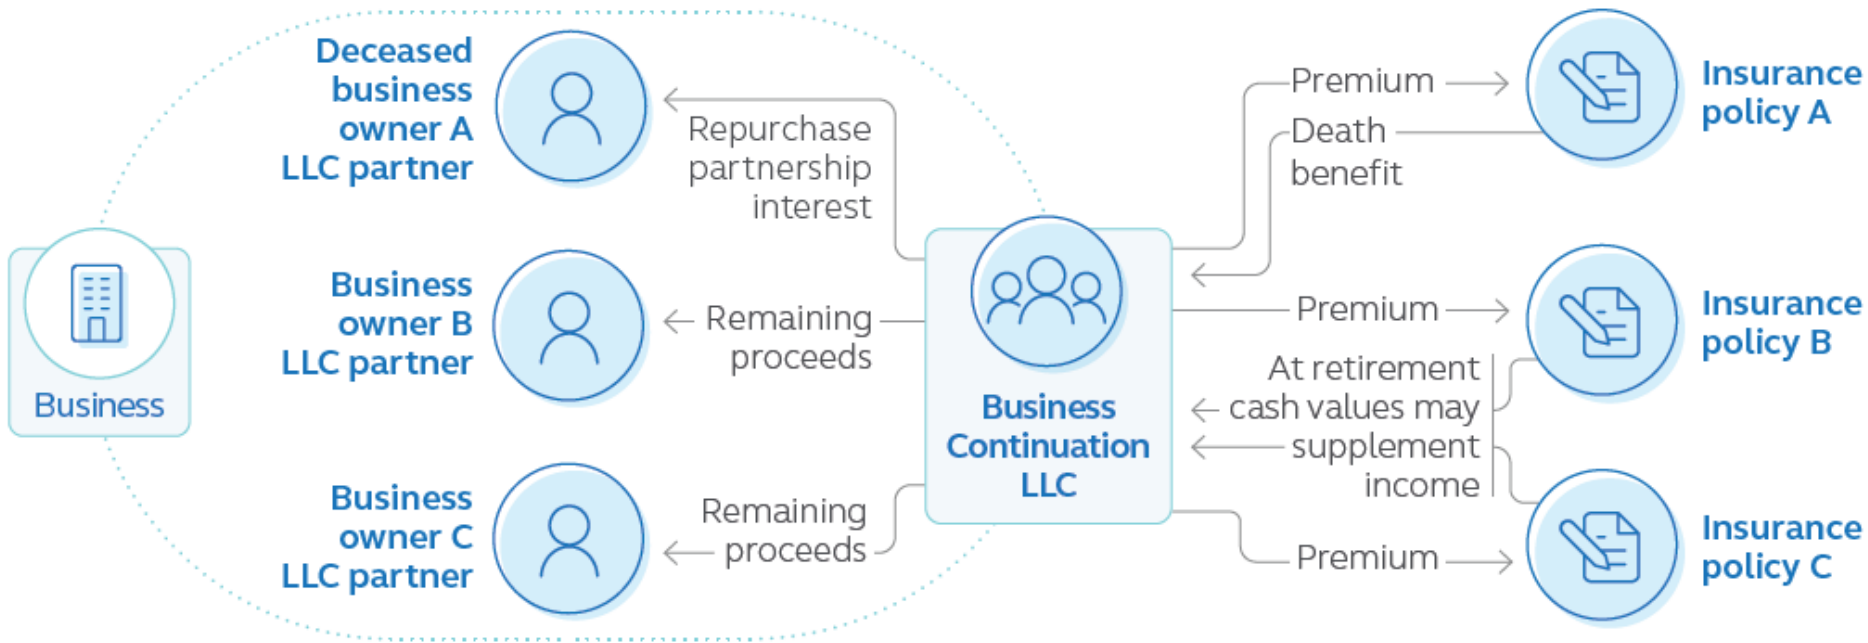 Deceased
business
owner A
LLC partner
Repurchase
partnership
interest
Premium
Death
benefit
Insurance
policy A
Business
Business
owner B
LLC partner
Remaining
proceeds
Business
Continuation
LLC
Premium
At retirement
cash values may
supplement
income
Insurance
policy B
Business
owner C
LLC partner
Remaining
proceeds
Premium
Insurance
policy C